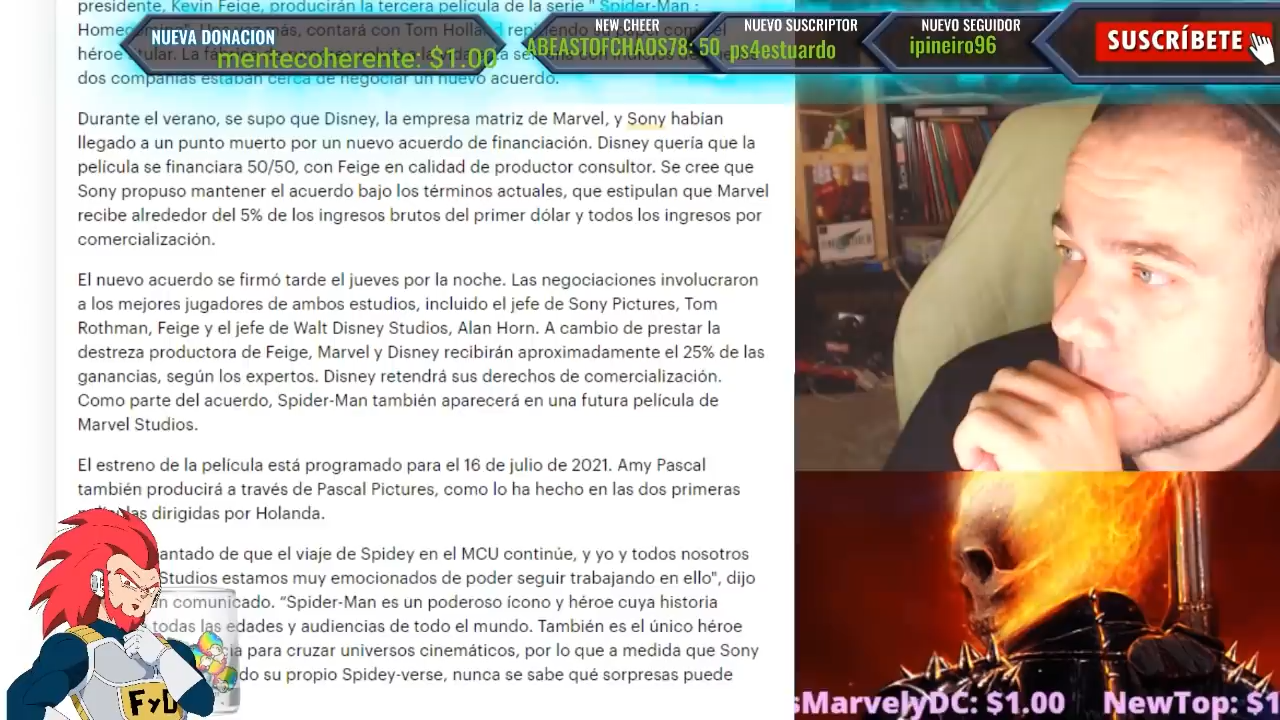 presidente, Kevin Feige, producirán la tercera película de la serie " Spider-Man :
NUEVA DONACION
mentecoherente: $1.00
NEW CHEER
ABEASTOFCHAOS78: 50
NUEVO SUSCRIPTOR
ps4estuardo
NUEVO SEGUIDOR
ipineiro96
SUSCRÍBETE
dos compañías estaban cerca de negociar un nuevo acuerdo.
Durante el verano, se supo que Disney, la empresa matriz de Marvel, y Sony habían
llegado a un punto muerto por un nuevo acuerdo de financiación. Disney quería que la
película se financiara 50/50, con Feige en calidad de productor consultor. Se cree que
Sony propuso mantener el acuerdo bajo los términos actuales, que estipulan que Marvel
recibe alrededor del 5% de los ingresos brutos del primer dólar y todos los ingresos por
comercialización.
El nuevo acuerdo se firmó tarde el jueves por la noche. Las negociaciones involucraron
a los mejores jugadores de ambos estudios, incluido el jefe de Sony Pictures, Tom
Rothman, Feige y el jefe de Walt Disney Studios, Alan Horn. A cambio de prestar la
destreza productora de Feige, Marvel y Disney recibirán aproximadamente el 25% de las
ganancias, según los expertos. Disney retendrá sus derechos de comercialización.
Como parte del acuerdo, Spider-Man también aparecerá en una futura película de
Marvel Studios.
El estreno de la película está programado para el 16 de julio de 2021. Amy Pascal
también producirá a través de Pascal Pictures, como lo ha hecho en las dos primeras
dirigidas por Holanda.
antado de que el viaje de Spidey en el MCU continúe, y yo y todos nosotros
Studios estamos muy emocionados de poder seguir trabajando en ello", dijo
comunicado. “Spider-Man es un poderoso ícono y héroe cuya historia
todas las edades y audiencias de todo el mundo. También es el único héroe
para cruzar universos cinemáticos, por lo que a medida que Sony
do su propio Spidey-verse, nunca se sabe qué sorpresas puede
FyD
sMarvelyDC: $1.00 NewTop: $1